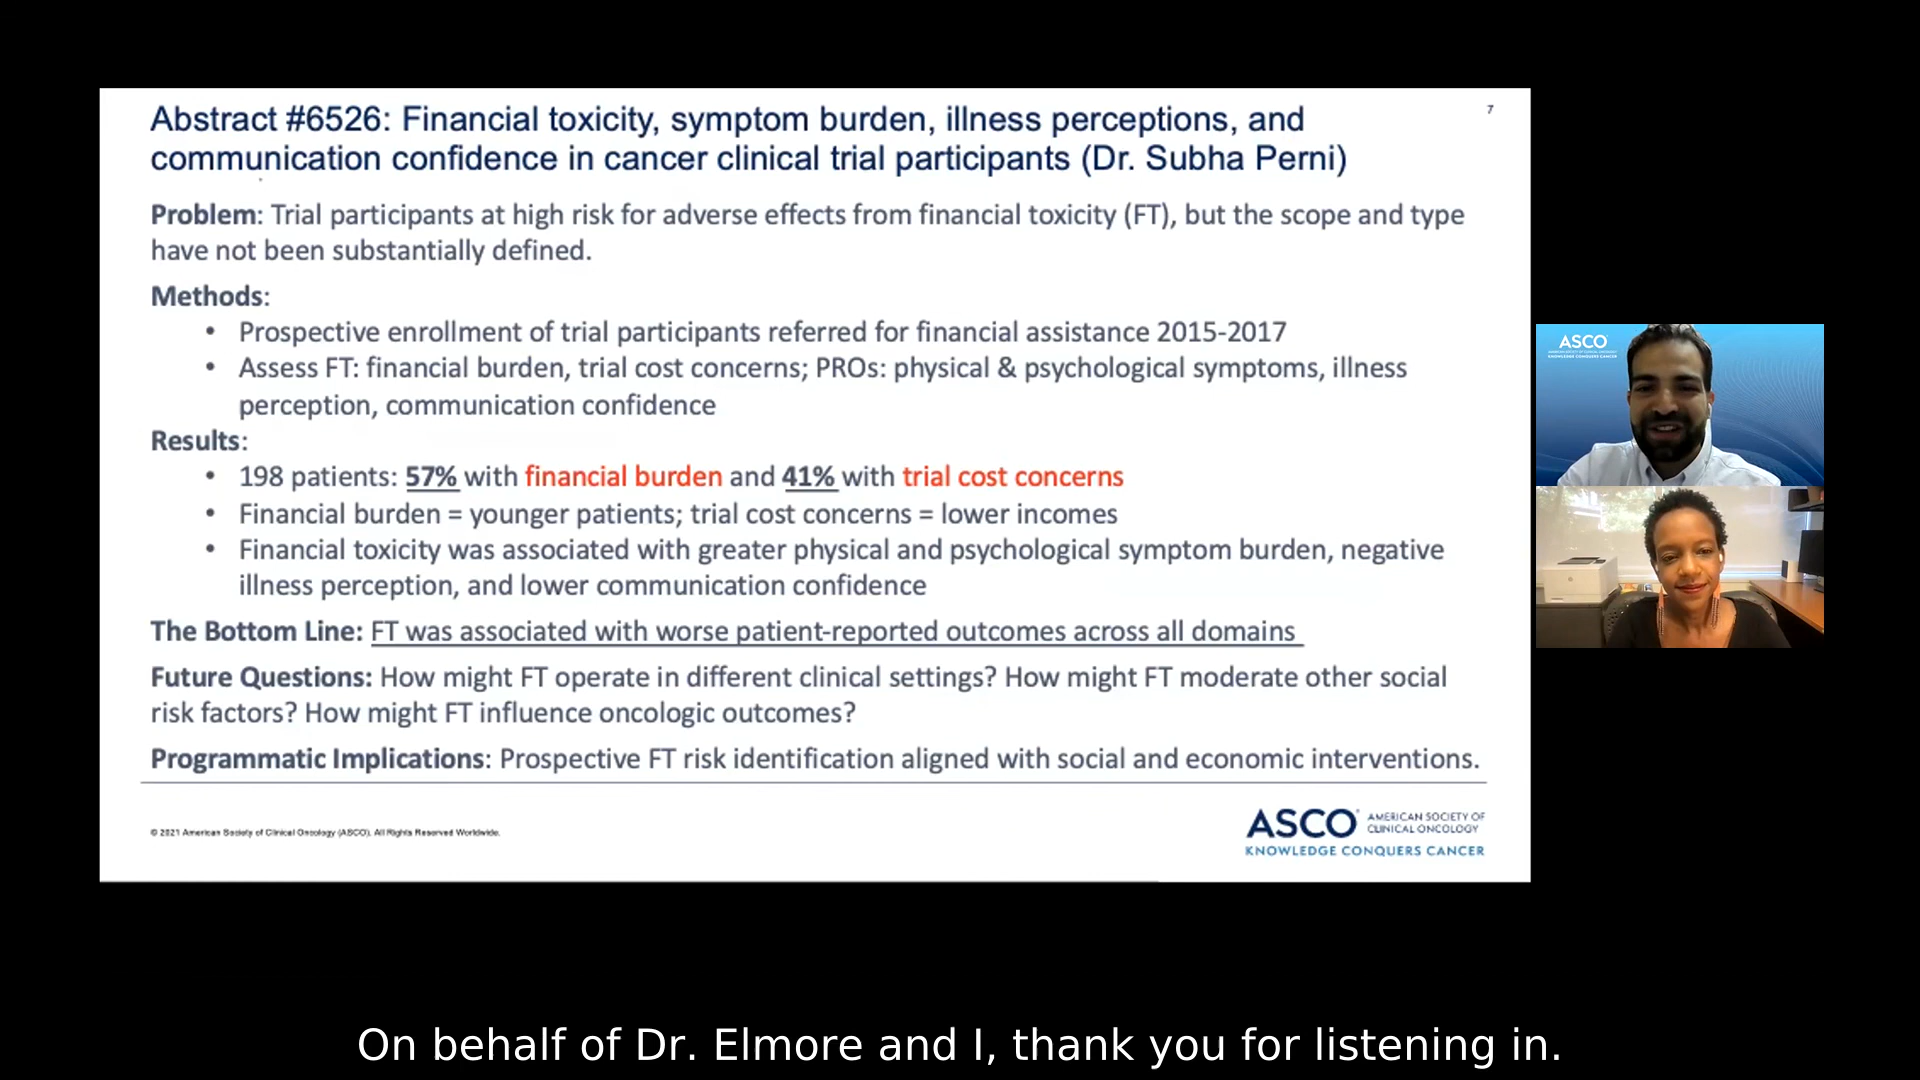 Abstract #6526: Financial toxicity, symptom burden, illness perceptions, and
communication confidence in cancer clinical trial participants (Dr. Subha Perni)
7
Problem: Trial participants at high risk for adverse effects from financial toxicity (FT), but the scope and type
have not been substantially defined.
Methods:
• Prospective enrollment of trial participants referred for financial assistance 2015-2017
• Assess FT: financial burden, trial cost concerns; PROs: physical & psychological symptoms, illness
perception, communication confidence
Results:
• 198 patients: 57% with financial burden and 41% with trial cost concerns
• Financial burden = younger patients; trial cost concerns = lower incomes
• Financial toxicity was associated with greater physical and psychological symptom burden, negative
illness perception, and lower communication confidence
The Bottom Line: FT was associated with worse patient-reported outcomes across all domains
Future Questions: How might FT operate in different clinical settings? How might FT moderate other social
risk factors? How might FT influence oncologic outcomes?
Programmatic Implications: Prospective FT risk identification aligned with social and economic interventions.
© 2021 American Society of Clinical Oncology (ASCO). All Rights Reserved Worldwide.
ASCO AMERICAN SOCIETY OF
CLINICAL ONCOLOGY
KNOWLEDGE CONQUERS CANCER
ASCO
KNOWLEDGE CONQUERS CANCER
On behalf of Dr. Elmore and I, thank you for listening in.